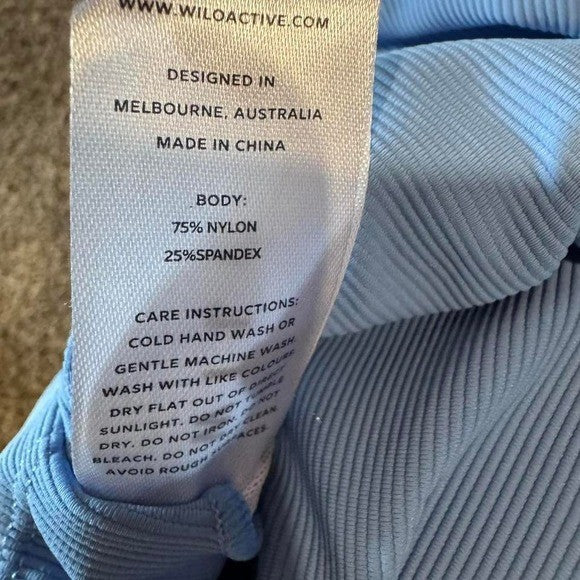 WWW.WILOACTIVE.COM
DESIGNED IN
MELBOURNE, AUSTRALIA
MADE IN CHINA
BODY:
75% NYLON
25%SPANDEX
CARE INSTRUCTIONS:
COLD HAND WASH OR
GENTLE MACHINE WASH.
WASH WITH LIKE COLOURS.
DRY FLAT OUT OF DIRECT
SUNLIGHT. DO NOT TUMBLE
DRY. DO NOT IRON. DO NOT
BLEACH. DO NOT DRY CLEAN.
AVOID ROUGH SURFACES.